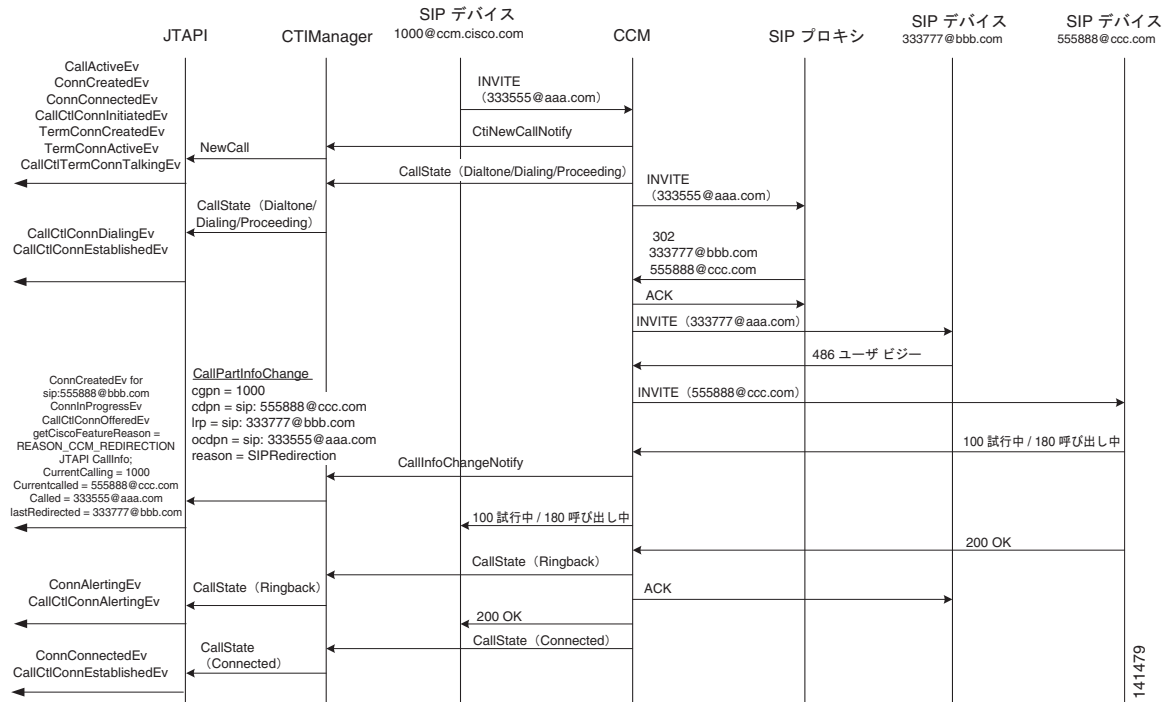 SIP デバイス
1000@ccm.cisco.com
SIP デバイス
333777@bbb.com
SIP デバイス
555888@ccc.com
JTAPI
CTIManager
CCM
SIP プロキシ
CallActiveEv
ConnCreatedEv
ConnConnectedEv
CallCtlConnInitiatedEv
TermConnCreatedEv
TermConnActiveEv
CallCtlTermConnTalkingEv
INVITE
（333555@aaa.com）
CtiNewCallNotify
NewCall
CallState（Dialtone/Dialing/Proceeding）
INVITE
（333555@aaa.com）
CallState（Dialtone/
Dialing/Proceeding）
CallCtlConnDialingEv
CallCtlConnEstablishedEv
302
333777@bbb.com
555888@ccc.com
ACK
INVITE（333777@aaa.com）
486 ユーザ ビジー
ConnCreatedEv for
sip:555888@bbb.com
ConnInProgressEv
CallCtlConnOfferedEv
getCiscoFeatureReason =
REASON_CCM_REDIRECTION
JTAPI CallInfo;
CurrentCalling = 1000
Currentcalled = 555888@ccc.com
Called = 333555@aaa.com
lastRedirected = 333777@bbb.com
CallPartInfoChange
cgpn = 1000
cdpn = sip: 555888@ccc.com
lrp = sip: 333777@bbb.com
ocdpn = sip: 333555@aaa.com
reason = SIPRedirection
INVITE（555888@ccc.com）
100 試行中 / 180 呼び出し中
CallInfoChangeNotify
100 試行中 / 180 呼び出し中
200 OK
CallState（Ringback）
ConnAlertingEv
CallCtlConnAlertingEv
CallState（Ringback）
ACK
200 OK
CallState（Connected）
ConnConnectedEv
CallCtlConnEstablishedEv
CallState
（Connected）
141479